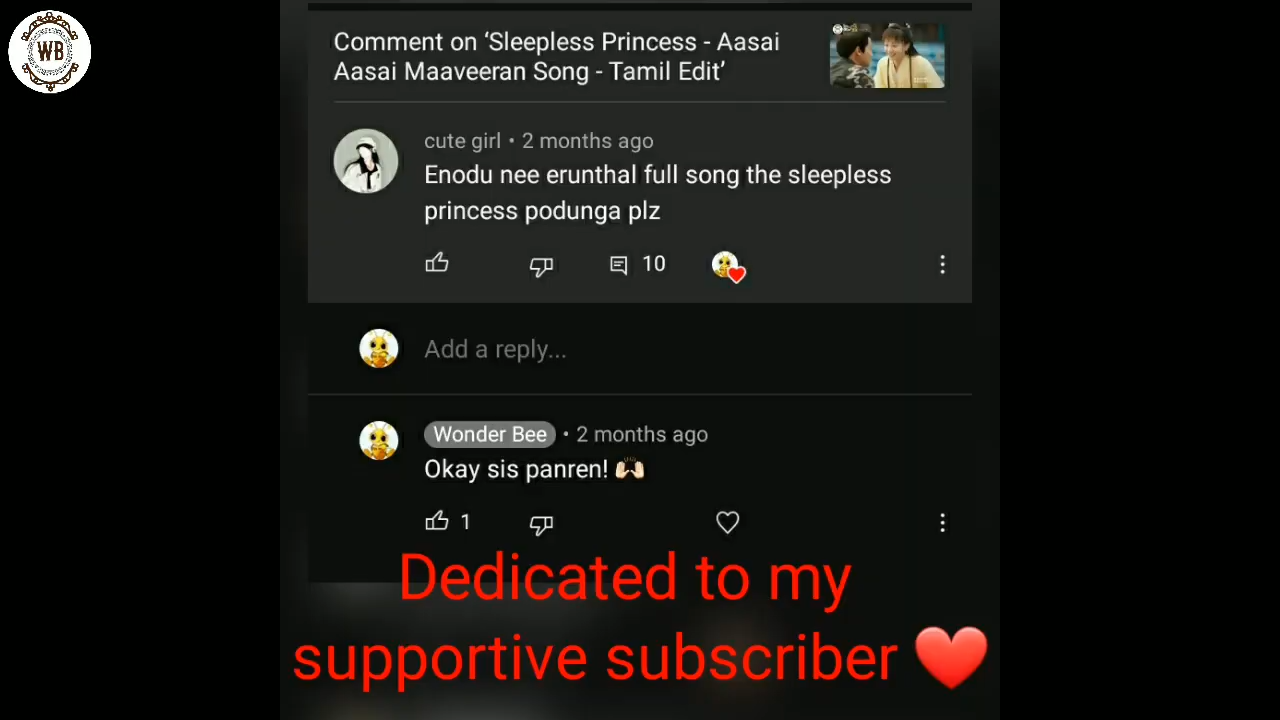 WB
Comment on ‘Sleepless Princess - Aasai
Aasai Maaveeran Song - Tamil Edit’
cute girl • 2 months ago
Enodu nee erunthal full song the sleepless
princess podunga plz
10
Add a reply...
Wonder Bee • 2 months ago
Okay sis panren! 🙌🏻
1
Dedicated to my
supportive subscriber ❤️